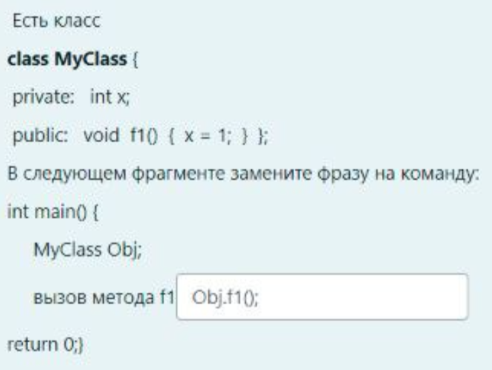 Есть класс
class MyClass {
private: int x;
public: void f1() { x = 1; } };
В следующем фрагменте замените фразу на команду:
int main() {
MyClass Obj;
вызов метода f1 Obj.f1();
return 0;}